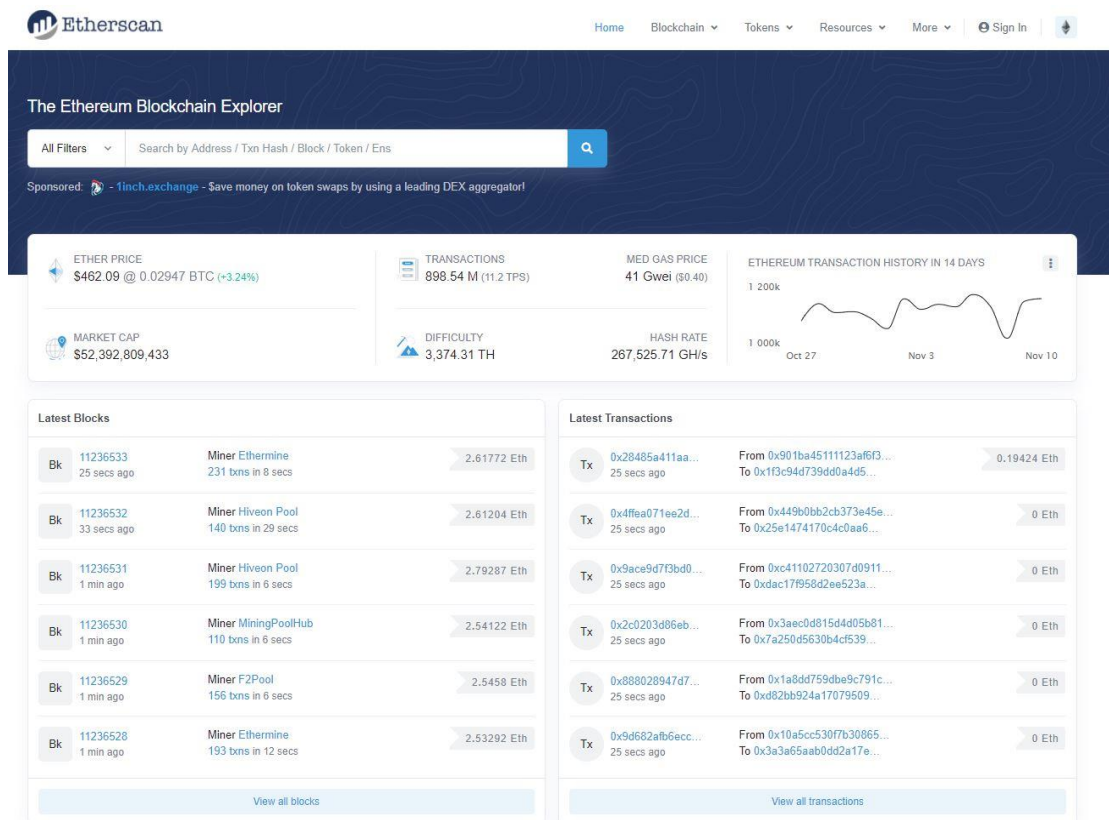 Etherscan
Home Blockchain Tokens Resources More Sign In
The Ethereum Blockchain Explorer
All Filters Search by Address / Txn Hash / Block / Token / Ens
Sponsored: - 1inch.exchange - $ave money on token swaps by using a leading DEX aggregator!
ETHER PRICE
$462.09 @ 0.02947 BTC (+3.24%)
MARKET CAP
$52,392,809,433
TRANSACTIONS
898.54 M (11.2 TPS)
MED GAS PRICE
41 Gwei ($0.40)
DIFFICULTY
3,374.31 TH
HASH RATE
267,525.71 GH/s
ETHEREUM TRANSACTION HISTORY IN 14 DAYS
1 200k
1 000k
Oct 27 Nov 3 Nov 10
Latest Blocks
Bk 11236533 Miner Ethermine 2.61772 Eth
25 secs ago 231 txns in 8 secs
Bk 11236532 Miner Hiveon Pool 2.61204 Eth
33 secs ago 140 txns in 29 secs
Bk 11236531 Miner Hiveon Pool 2.79287 Eth
1 min ago 199 txns in 6 secs
Bk 11236530 Miner MiningPoolHub 2.54122 Eth
1 min ago 110 txns in 6 secs
Bk 11236529 Miner F2Pool 2.5458 Eth
1 min ago 156 txns in 6 secs
Bk 11236528 Miner Ethermine 2.53292 Eth
1 min ago 193 txns in 12 secs
View all blocks
Latest Transactions
Tx 0x28485a411aa... From 0x901ba45111123af6f3... 0.19424 Eth
25 secs ago To 0x1f3c94d739dd0a4d5...
Tx 0x4ffea071ee2d... From 0x449b0bb2cb373e45e... 0 Eth
25 secs ago To 0x25e1474170c4c0aa6...
Tx 0x9ace9d7f3bd0... From 0xc41102720307d0911... 0 Eth
25 secs ago To 0xdac17f958d2ee523a...
Tx 0x2c0203d86eb... From 0x3aec0d815d4d05b81... 0 Eth
25 secs ago To 0x7a250d5630b4cf539...
Tx 0x888028947d7... From 0x1a8dd759dbe9c791c... 0 Eth
25 secs ago To 0xd82bb924a17079509...
Tx 0x9d682afb6ecc... From 0x10a5cc530f7b30865... 0 Eth
25 secs ago To 0x3a3a65aab0dd2a17e...
View all transactions